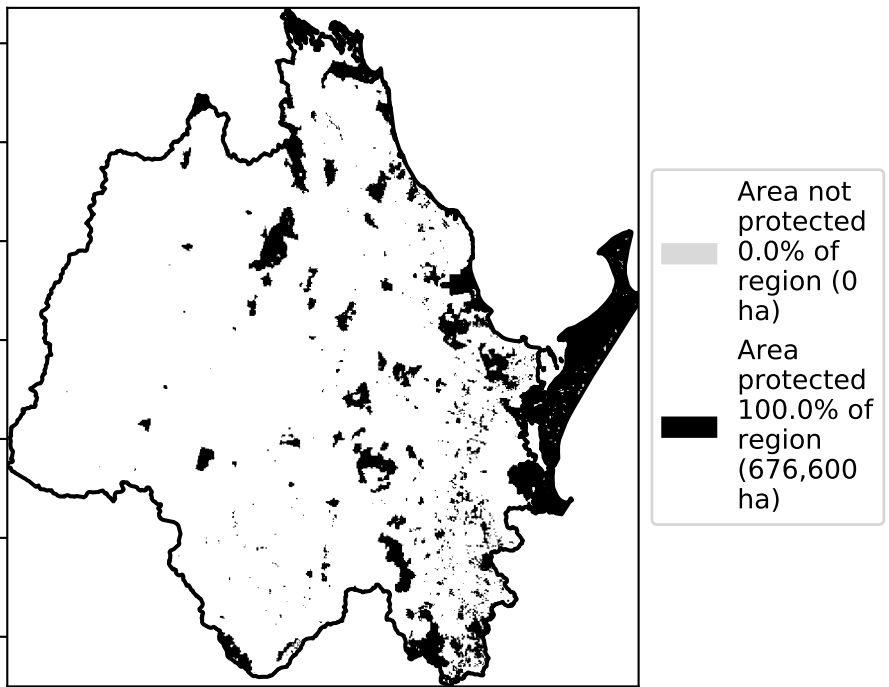 Area not
protected
0.0% of
region (0
ha)
Area
protected
100.0% of
region
(676,600
ha)